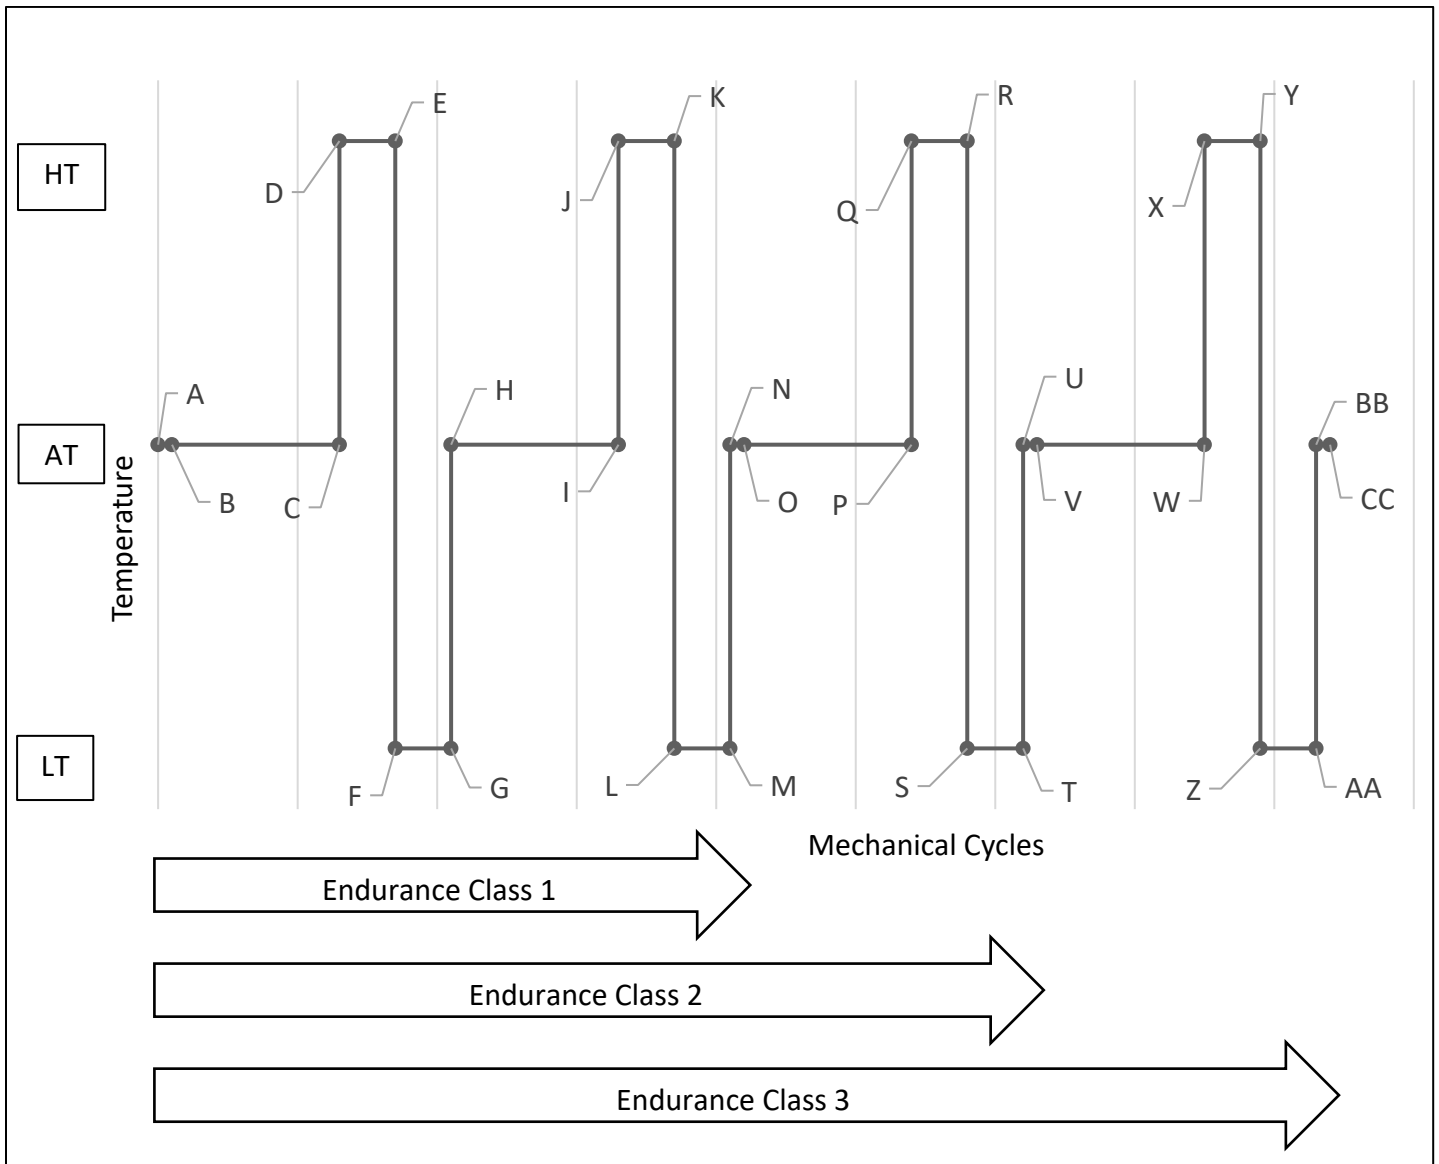 K
R
Y
E
HT
D
J
Q
X
A
H
N
U
BB
AT
Temperature
B
C
I
O
P
V
W
CC
LT
F
G
L
M
S
T
Z
AA
Mechanical Cycles
Endurance Class 1
Endurance Class 2
Endurance Class 3